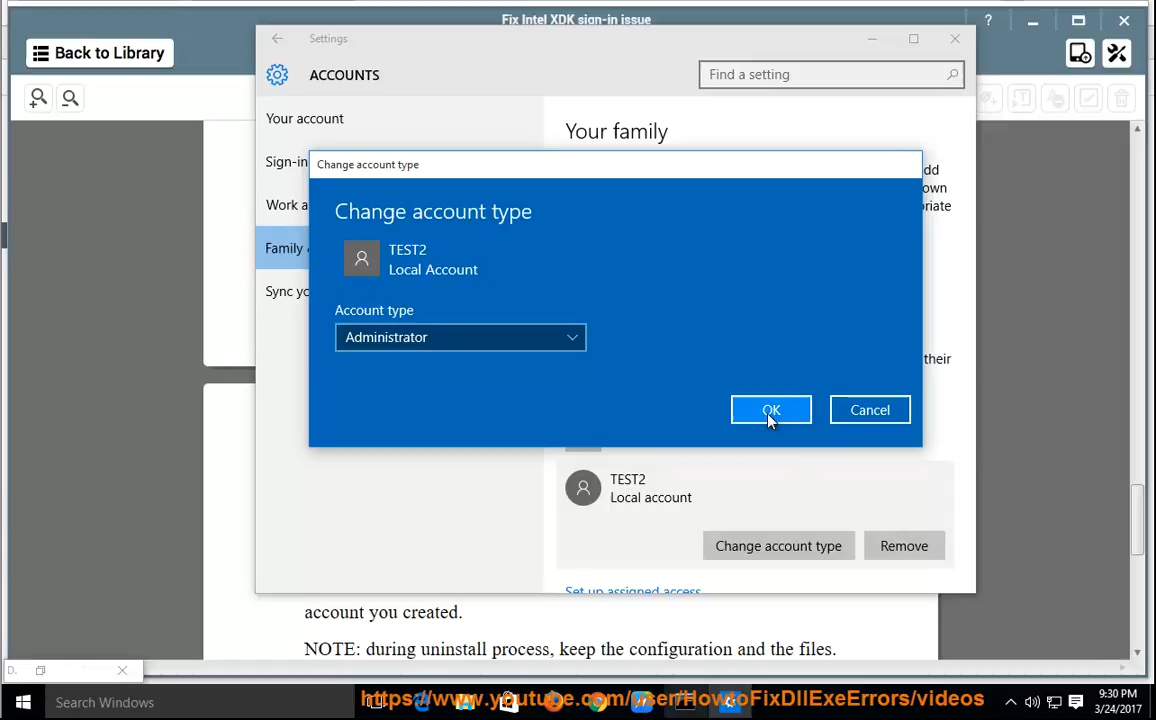 Fix Intel XDK sign-in issue
?
Back to Library
Settings
ACCOUNTS
Find a setting
Your account
Sign-in
Work a
Family
Sync yo
Your family
dd
own
riate
Change account type
Change account type
TEST2
Local Account
Account type
Administrator
OK
Cancel
their
TEST2
Local account
Change account type
Remove
Set up assigned access
account you created.
NOTE: during uninstall process, keep the configuration and the files.
D.
Search Windows
https://www.youtube.com/user/HowtoFixDllExeErrors/videos
9:30 PM
3/24/2017